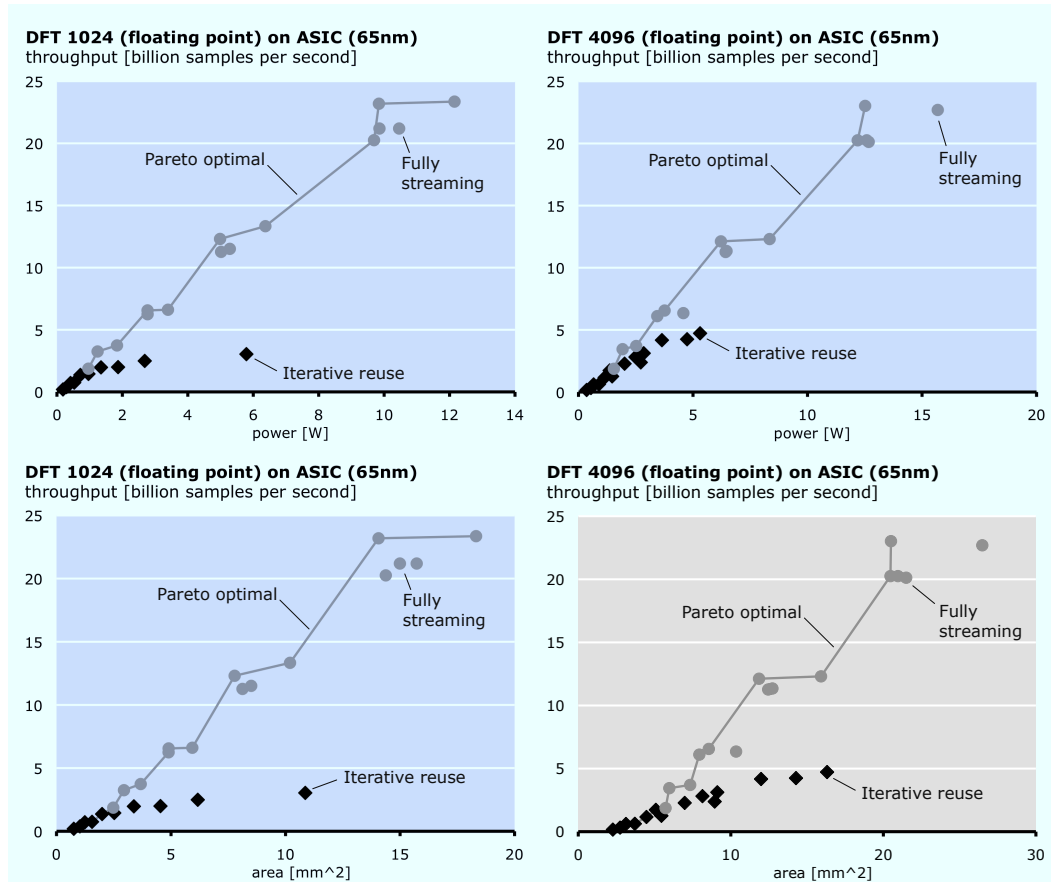 DFT 1024 (floating point) on ASIC (65nm)
throughput [billion samples per second]
25
20
15
10
5
0
Pareto optimal
Fully
streaming
Iterative reuse
0 2 4 6 8 10 12 14
power [W]
DFT 4096 (floating point) on ASIC (65nm)
throughput [billion samples per second]
25
20
15
10
5
0
Pareto optimal
Fully
streaming
Iterative reuse
0 5 10 15 20
power [W]
DFT 1024 (floating point) on ASIC (65nm)
throughput [billion samples per second]
25
20
15
10
5
0
Pareto optimal
Fully
streaming
Iterative reuse
0 5 10 15 20
area [mm^2]
DFT 4096 (floating point) on ASIC (65nm)
throughput [billion samples per second]
25
20
15
10
5
0
Pareto optimal
Fully
streaming
Iterative reuse
0 10 20 30
area [mm^2]